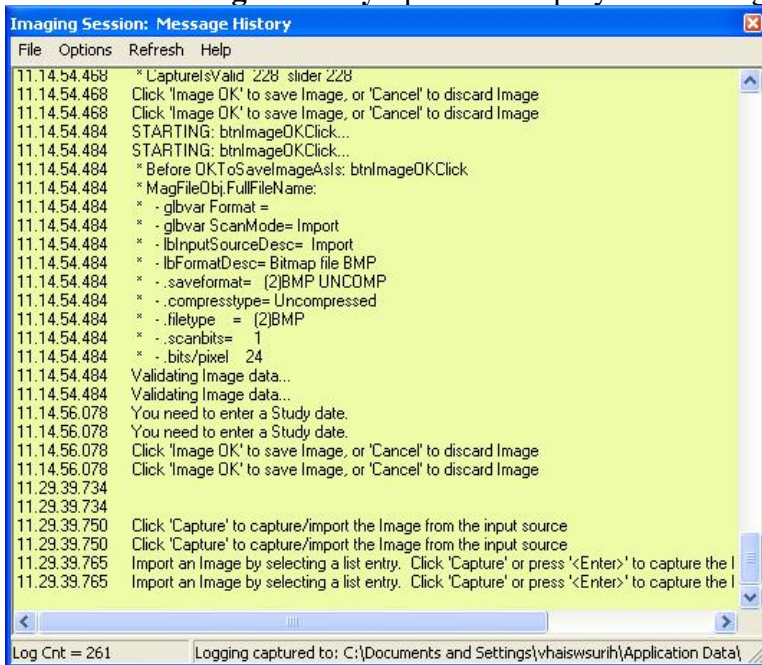 Imaging Session: Message History
File Options Refresh Help
11.14.54.468 * CaptureIsValid 228 slider 228
11.14.54.468 Click 'Image OK' to save Image, or 'Cancel' to discard Image
11.14.54.468 Click 'Image OK' to save Image, or 'Cancel' to discard Image
11.14.54.484 STARTING: btnImageOKClick...
11.14.54.484 STARTING: btnImageOKClick...
11.14.54.484 * Before OKToSaveImageAsIs: btnImageOKClick
11.14.54.484 * MagFileObj.FullFileName:
11.14.54.484 * - glbvar Format =
11.14.54.484 * - glbvar ScanMode= Import
11.14.54.484 * - lbInputSourceDesc= Import
11.14.54.484 * - lbFormatDesc= Bitmap file BMP
11.14.54.484 * - .saveformat= (2)BMP UNCOMP
11.14.54.484 * - .compresstype= Uncompressed
11.14.54.484 * - .filetype = (2)BMP
11.14.54.484 * - .scanbits= 1
11.14.54.484 * - .bits/pixel 24
11.14.54.484 Validating Image data...
11.14.54.484 Validating Image data...
11.14.56.078 You need to enter a Study date.
11.14.56.078 You need to enter a Study date.
11.14.56.078 Click 'Image OK' to save Image, or 'Cancel' to discard Image
11.14.56.078 Click 'Image OK' to save Image, or 'Cancel' to discard Image
11.29.39.734
11.29.39.734
11.29.39.750 Click 'Capture' to capture/import the Image from the input source
11.29.39.750 Click 'Capture' to capture/import the Image from the input source
11.29.39.765 Import an Image by selecting a list entry. Click 'Capture' or press '<Enter>' to capture the I
11.29.39.765 Import an Image by selecting a list entry. Click 'Capture' or press '<Enter>' to capture the I
Log Cnt = 261 Logging captured to: C:\Documents and Settings\vhaiswsurih\Application Data\